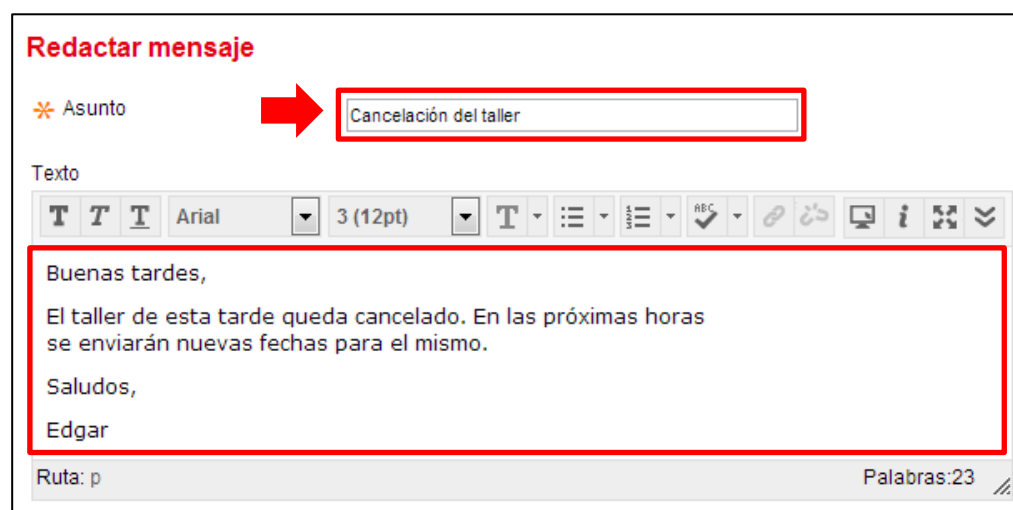 Redactar mensaje
Asunto
Cancelación del taller
Texto
T T T Arial 3 (12pt) T ABC i
Buenas tardes,
El taller de esta tarde queda cancelado. En las próximas horas
se enviarán nuevas fechas para el mismo.
Saludos,
Edgar
Ruta: p Palabras:23